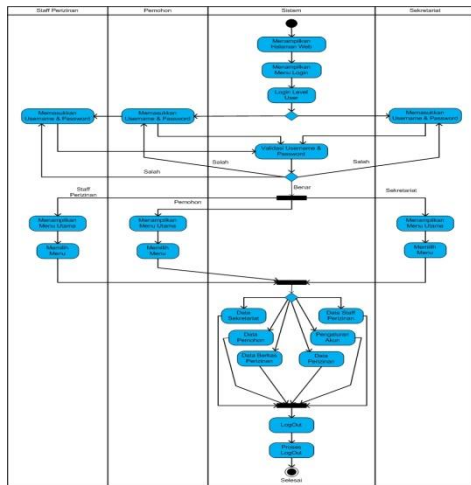 Staff Perizinan
Pemohon
Sistem
Sekretariat
Menampilkan
Halaman Web
Menampilkan
Menu Login
Login Level
User
Memasukkan
Username & Password
Memasukkan
Username & Password
Memasukkan
Username & Password
Validasi Username &
Password
Salah
Salah
Salah
Benar
Staff
Perizinan
Pemohon
Sekretariat
Menampilkan
Menu Utama
Menampilkan
Menu Utama
Menampilkan
Menu Utama
Memilih
Menu
Memilih
Menu
Memilih
Menu
Data
Sekretariat
Data Staff
Perizinan
Data
Pemohon
Pengaturan
Akun
Data Berkas
Perizinan
Data
Perizinan
LogOut
Proses
LogOut
Selesai